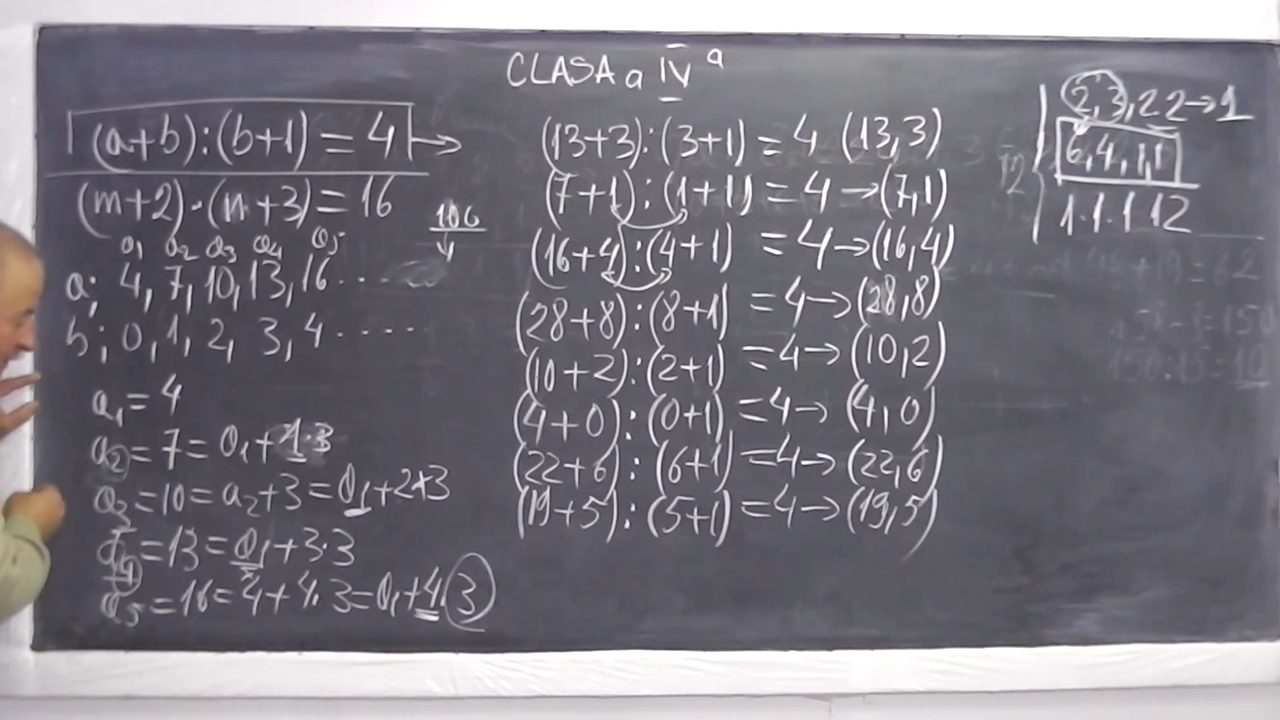 CLASA a IV a
(a+b):(b+1) = 4 →
(m+2)·(n+3) = 16
106
a1 a2 a3 a4 a5
a; 4, 7, 10, 13, 16 ....
b; 0, 1, 2, 3, 4 .....
a1 = 4
a2 = 7 = a1 + 1·3
a3 = 10 = a2 + 3 = a1 + 2·3
a4 = 13 = a1 + 3·3
a5 = 16 = 4 + 4·3 = a1 + 4·3
(13+3):(3+1) = 4 (13,3)
(7+1):(1+1) = 4 → (7,1)
(16+4):(4+1) = 4 → (16,4)
(28+8):(8+1) = 4 → (28,8)
(10+2):(2+1) = 4 → (10,2)
(4+0):(0+1) = 4 → (4,0)
(22+6):(6+1) = 4 → (22,6)
(19+5):(5+1) = 4 → (19,5)
2,3,22→1
12
6,4,1,1
1·1·1·12